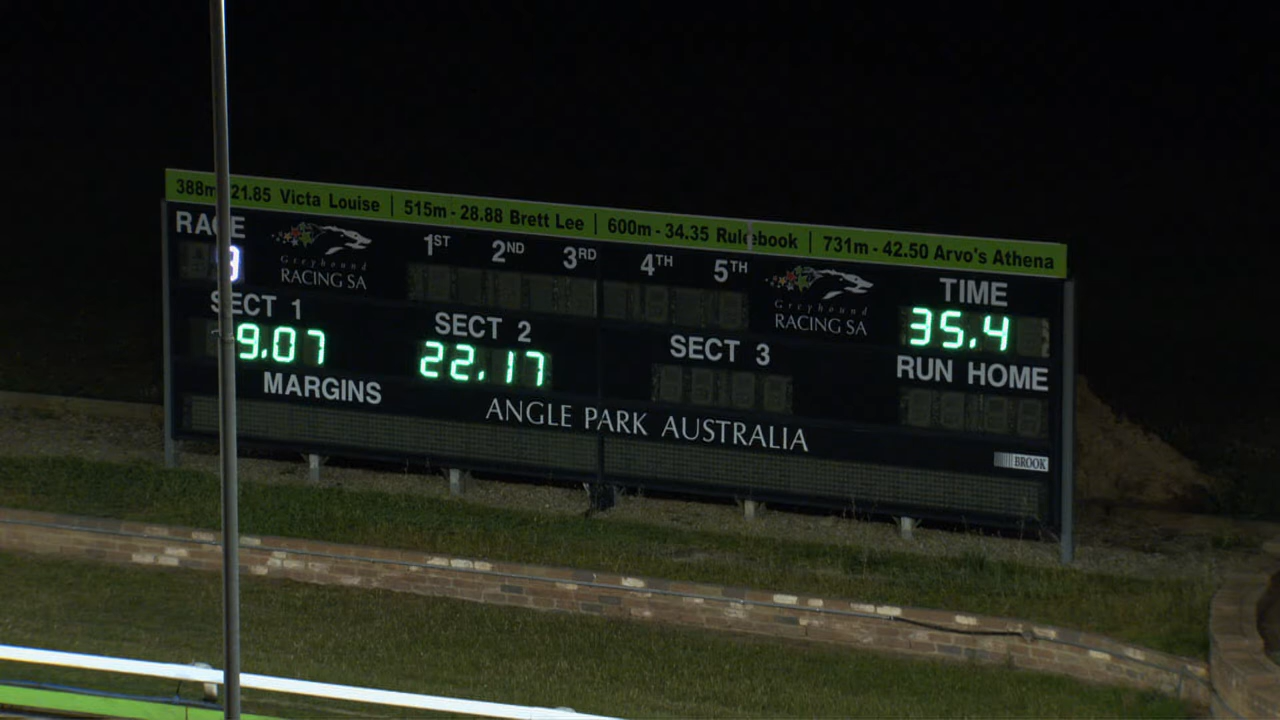 388m 21.85 Victa Louise | 515m - 28.88 Brett Lee | 600m - 34.35 Rulebook | 731m - 42.50 Arvo's Athena
RACE
1ST 2ND 3RD 4TH 5TH
Greyhound RACING SA
Greyhound RACING SA
TIME
35.4
SECT 1
9.07
SECT 2
22.17
SECT 3
RUN HOME
MARGINS
ANGLE PARK AUSTRALIA
BROOK